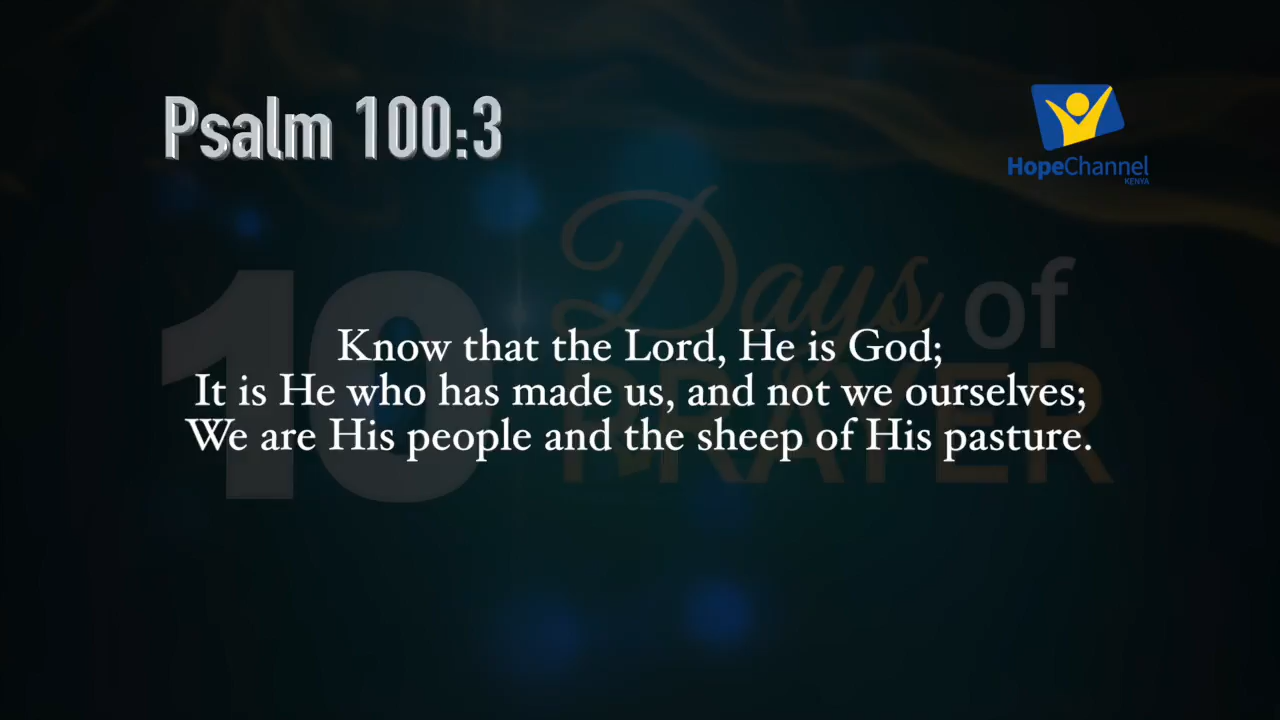 Psalm 100:3
HopeChannel
KENYA
10 Days of
PRAYER
Know that the Lord, He is God;
It is He who has made us, and not we ourselves;
We are His people and the sheep of His pasture.